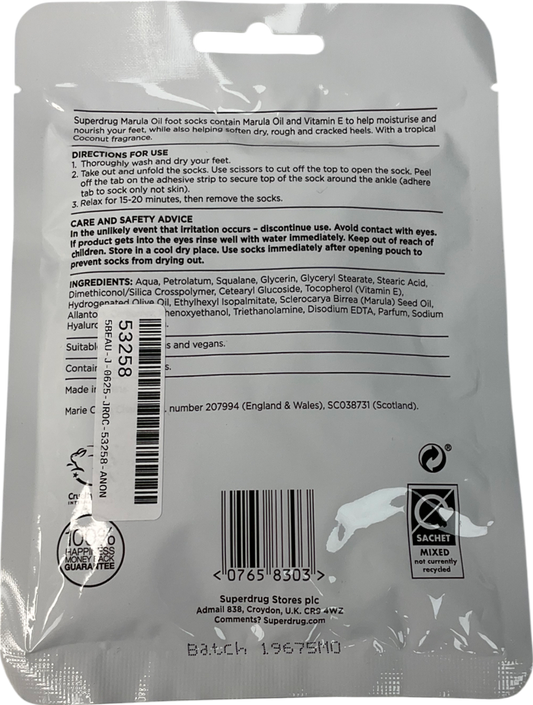 Superdrug Marula Oil foot socks contain Marula Oil and Vitamin E to help moisturise and
nourish your feet, while also helping soften dry, rough and cracked heels. With a tropical
Coconut fragrance.
DIRECTIONS FOR USE
1. Thoroughly wash and dry your feet.
2. Take out and unfold the socks. Use scissors to cut off the top to open the sock. Peel
off the tab on the adhesive strip to secure top of the sock around the ankle (adhere
tab to sock only not skin).
3. Relax for 15-20 minutes, then remove the socks.
CARE AND SAFETY ADVICE
In the unlikely event that irritation occurs – discontinue use. Avoid contact with eyes.
If product gets into the eyes rinse well with water immediately. Keep out of reach of
children. Store in a cool dry place. Use socks immediately after opening pouch to
prevent socks from drying out.
INGREDIENTS: Aqua, Petrolatum, Squalane, Glycerin, Glyceryl Stearate, Stearic Acid,
Dimethicone/Silica Crosspolymer, Cetearyl Glucoside, Tocopherol (Vitamin E),
Hydrogenated Olive Oil, Ethylhexyl Isopalmitate, Sclerocarya Birrea (Marula) Seed Oil,
Triethanolamine, Disodium EDTA, Parfum, Sodium
and vegans.
Made in
Marie number 207994 (England & Wales), SC038731 (Scotland).
53258
5BEAU-J-0625-JROC-53258-ANON
100%
HAPPINESS
MONEY BACK
GUARANTEE
<0765 8303>
SACHET
MIXED
not currently
recycled
Superdrug Stores plc
Admail 838, Croydon, U.K. CR9 4WZ
Comments? Superdrug.com
Batch 19675MO